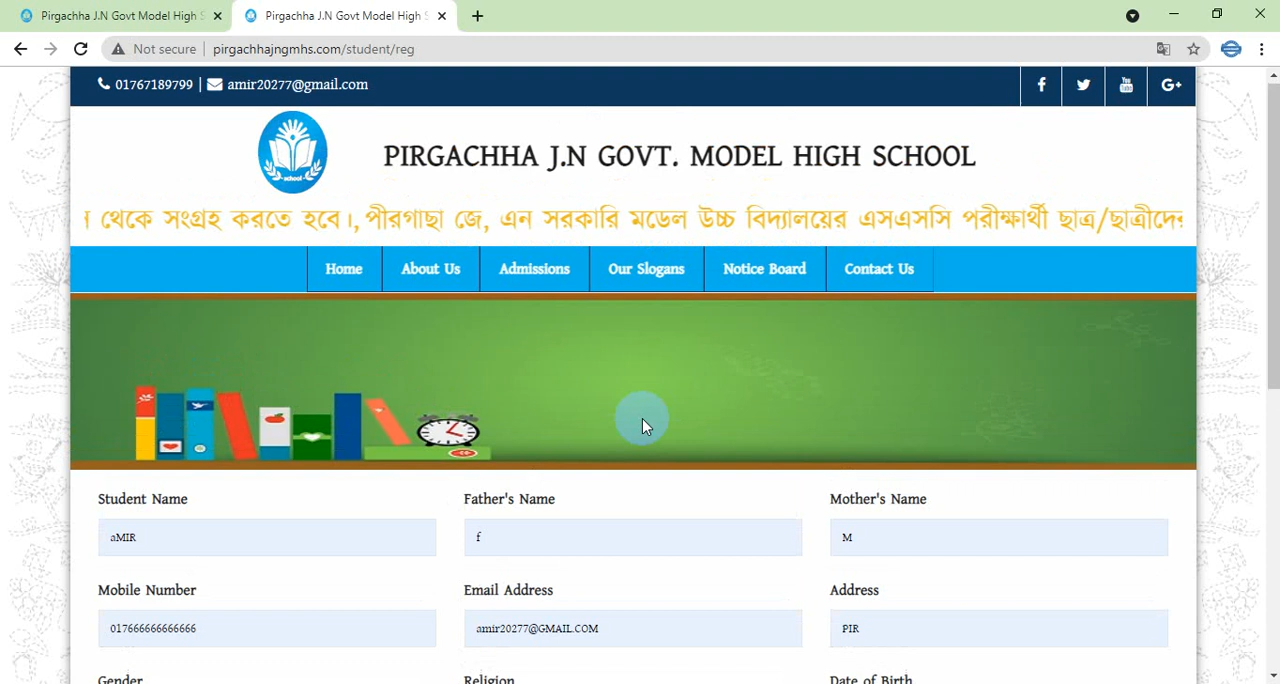 Pirgachha J.N Govt Model High S
Pirgachha J.N Govt Model High S
Not secure | pirgachhajngmhs.com/student/reg
01767189799 | amir20277@gmail.com
G+
school
PIRGACHHA J.N GOVT. MODEL HIGH SCHOOL
থেকে সংগ্রহ করতে হবে।, পীরগাছা জে, এন সরকারি মডেল উচ্চ বিদ্যালয়ের এসএসসি পরীক্ষার্থী ছাত্র/ছাত্রীদের
Home About Us Admissions Our Slogans Notice Board Contact Us
Student Name Father's Name Mother's Name
aMIR f M
Mobile Number Email Address Address
017666666666666 amir20277@GMAIL.COM PIR
Gender Religion Date of Birth